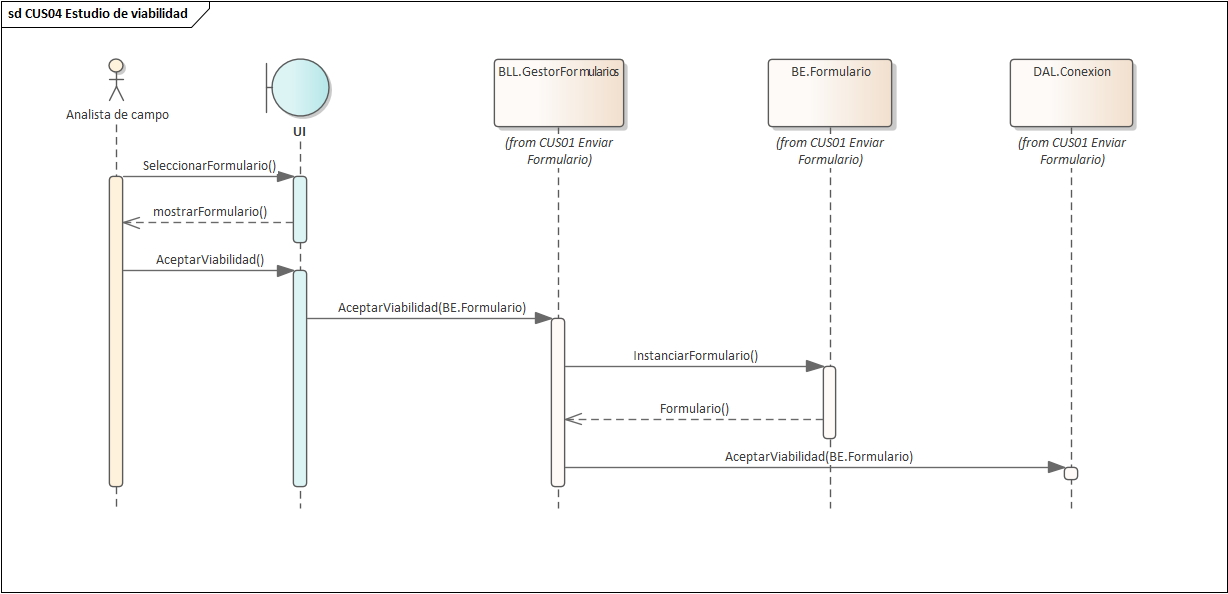 sd CUS04 Estudio de viabilidad
Analista de campo
UI
BLL.GestorFormularios
(from CUS01 Enviar
Formulario)
BE.Formulario
(from CUS01 Enviar
Formulario)
DAL.Conexion
(from CUS01 Enviar
Formulario)
SeleccionarFormulario()
mostrarFormulario()
AceptarViabilidad()
AceptarViabilidad(BE.Formulario)
InstanciarFormulario()
Formulario()
AceptarViabilidad(BE.Formulario)